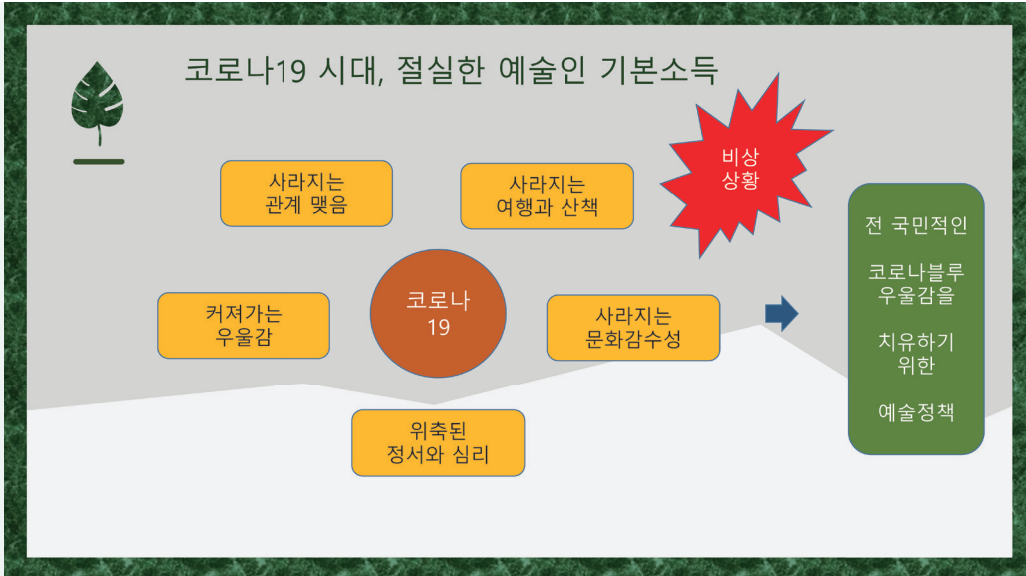 코로나19 시대, 절실한 예술인 기본소득
비상
상황
사라지는
관계 맺음
사라지는
여행과 산책
커져가는
우울감
코로나
19
사라지는
문화감수성
위축된
정서와 심리
전 국민적인
코로나블루
우울감을
치유하기
위한
예술정책